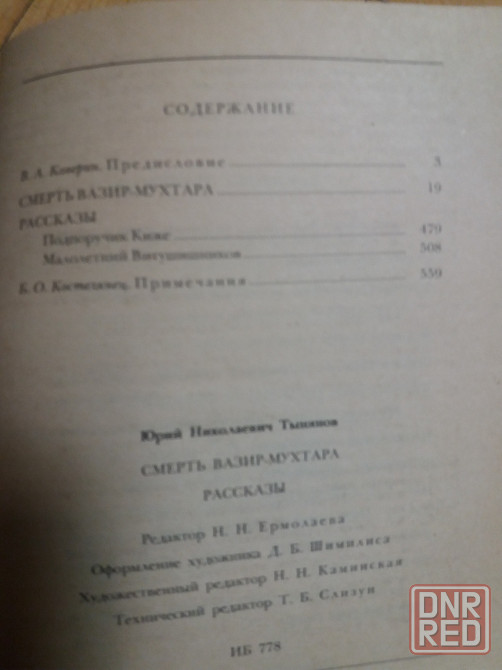 СОДЕРЖАНИЕ
В. А. Каверин. Предисловие 3
СМЕРТЬ ВАЗИР-МУХТАРА 19
РАССКАЗЫ
Подпоручик Киже 479
Малолетний Витушишников 508
Б. О. Костелянец. Примечания 539
Юрий Николаевич Тынянов
СМЕРТЬ ВАЗИР-МУХТАРА
РАССКАЗЫ
Редактор Н. Н. Ермолаева
Оформление художника Д. Б. Шимилиса
Художественный редактор Н. Н. Каминская
Технический редактор Т. Б. Слизун
ИБ 778
DNR
RED